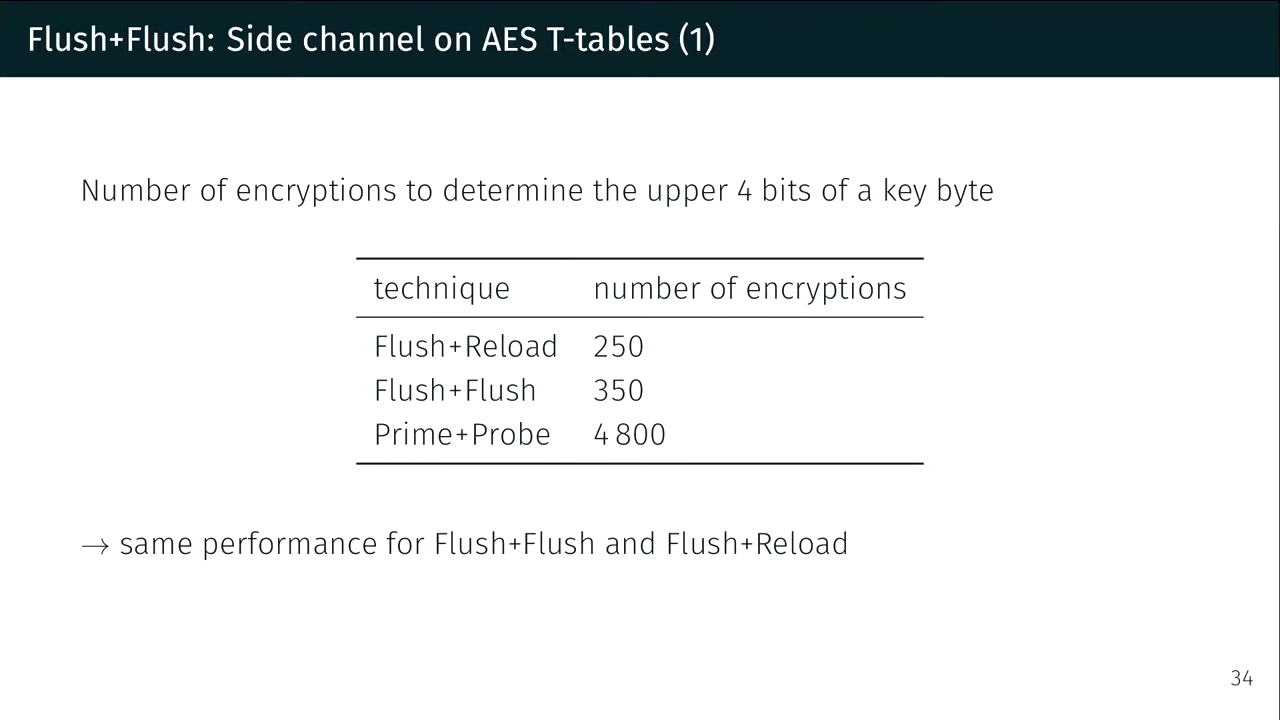 Flush+Flush: Side channel on AES T-tables (1)
Number of encryptions to determine the upper 4 bits of a key byte
technique number of encryptions
Flush+Reload 250
Flush+Flush 350
Prime+Probe 4 800
→ same performance for Flush+Flush and Flush+Reload
34